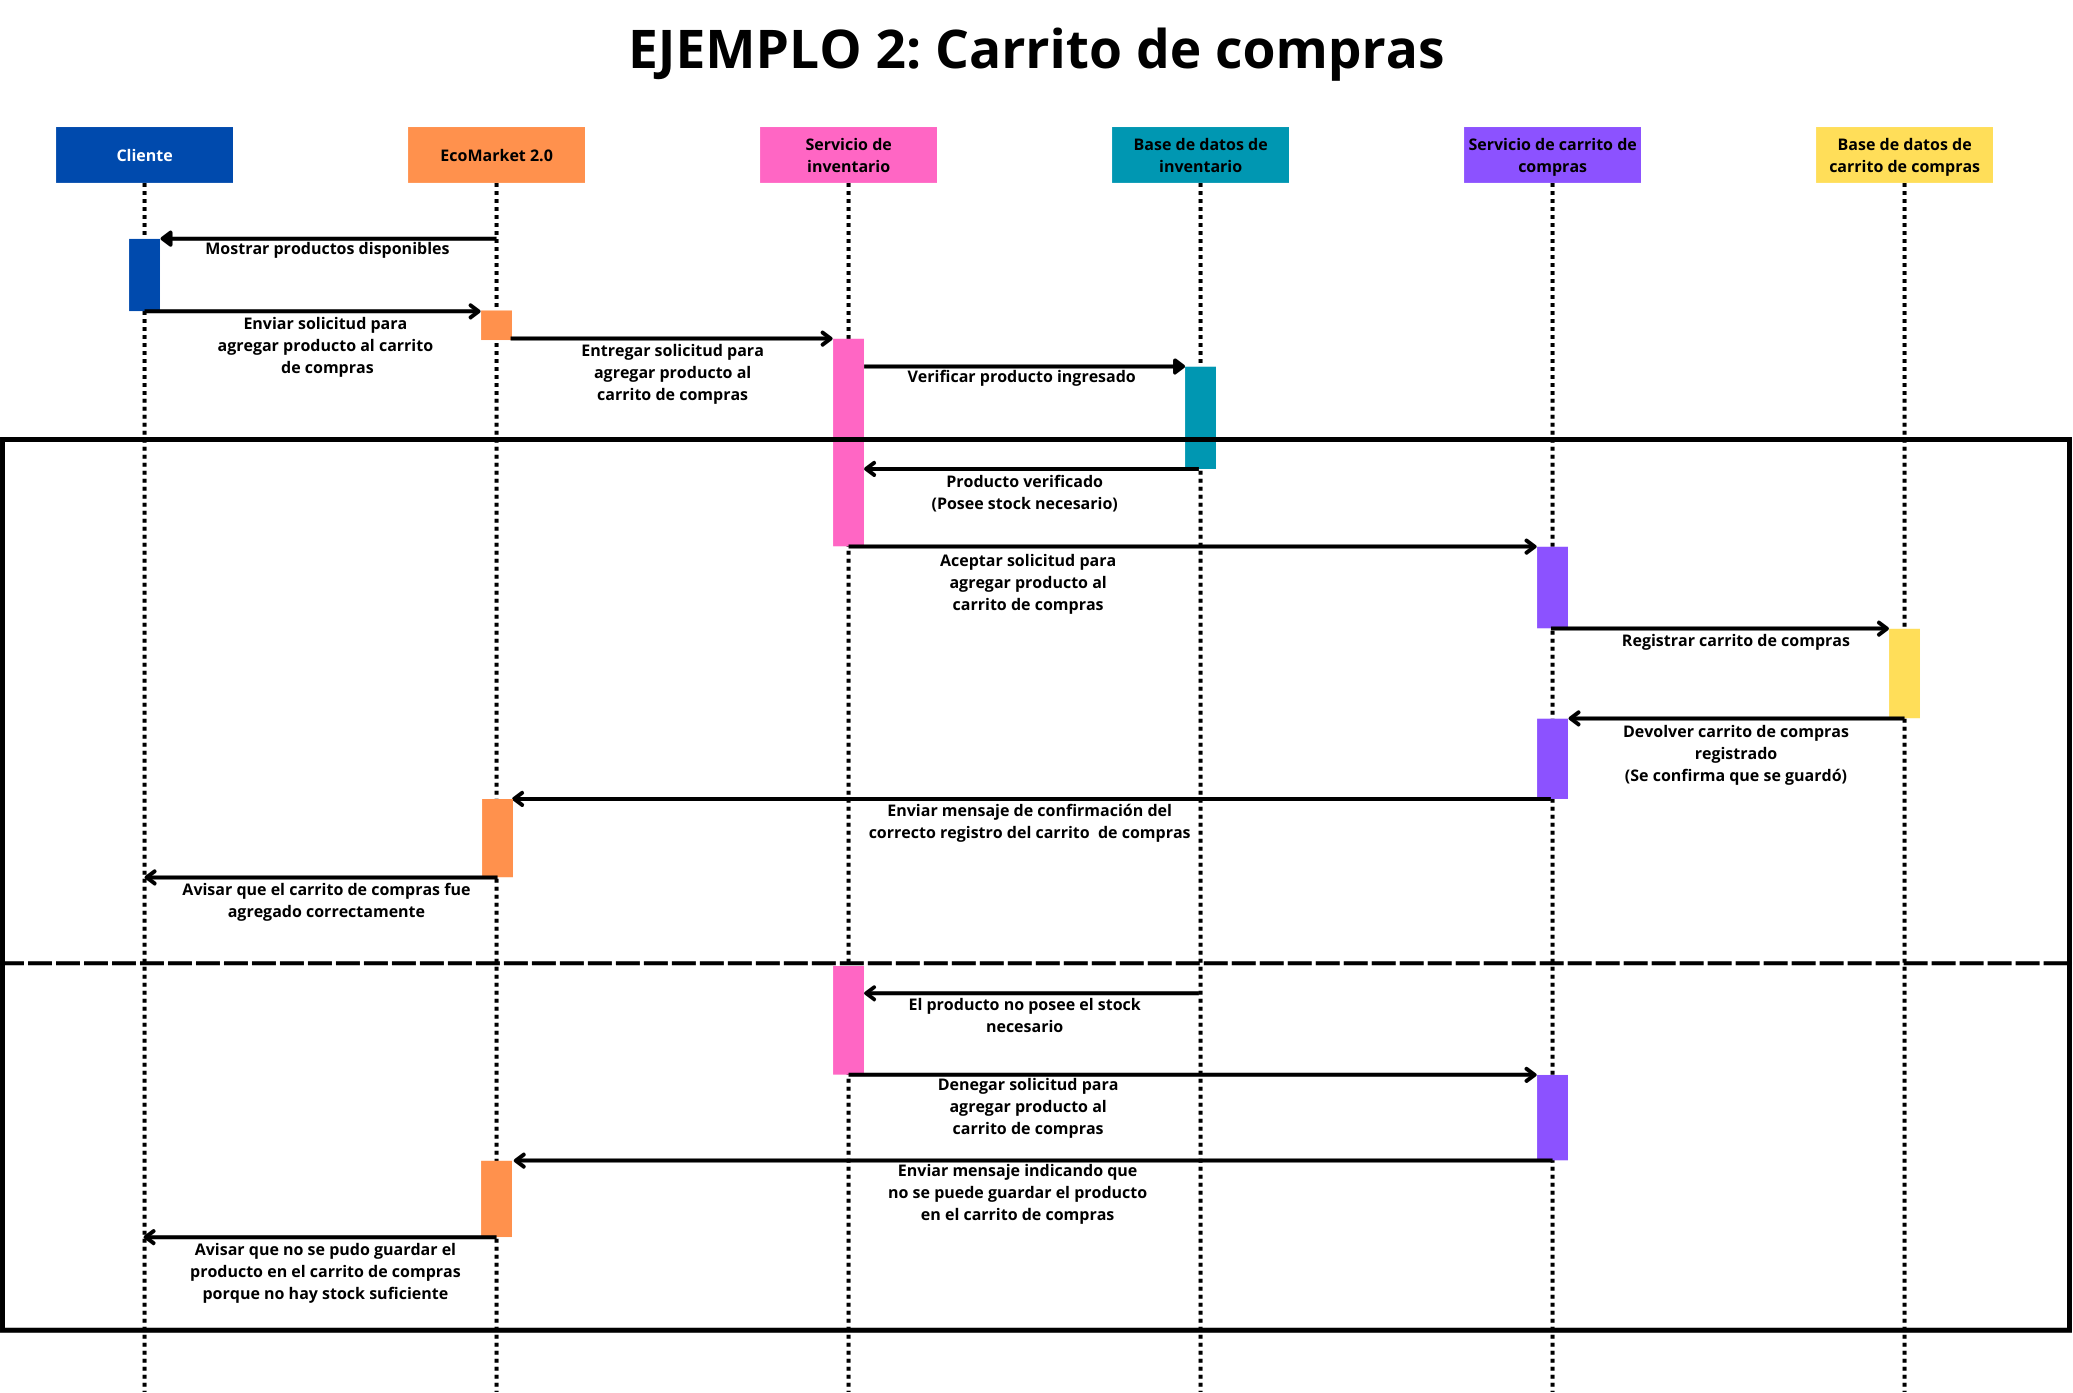 EJEMPLO 2: Carrito de compras
Cliente
EcoMarket 2.0
Servicio de
inventario
Base de datos de
inventario
Servicio de carrito de
compras
Base de datos de
carrito de compras
Mostrar productos disponibles
Enviar solicitud para
agregar producto al carrito
de compras
Entregar solicitud para
agregar producto al
carrito de compras
Verificar producto ingresado
Producto verificado
(Posee stock necesario)
Aceptar solicitud para
agregar producto al
carrito de compras
Registrar carrito de compras
Devolver carrito de compras
registrado
(Se confirma que se guardó)
Enviar mensaje de confirmación del
correcto registro del carrito  de compras
Avisar que el carrito de compras fue
agregado correctamente
El producto no posee el stock
necesario
Denegar solicitud para
agregar producto al
carrito de compras
Enviar mensaje indicando que
no se puede guardar el producto
en el carrito de compras
Avisar que no se pudo guardar el
producto en el carrito de compras
porque no hay stock suficiente